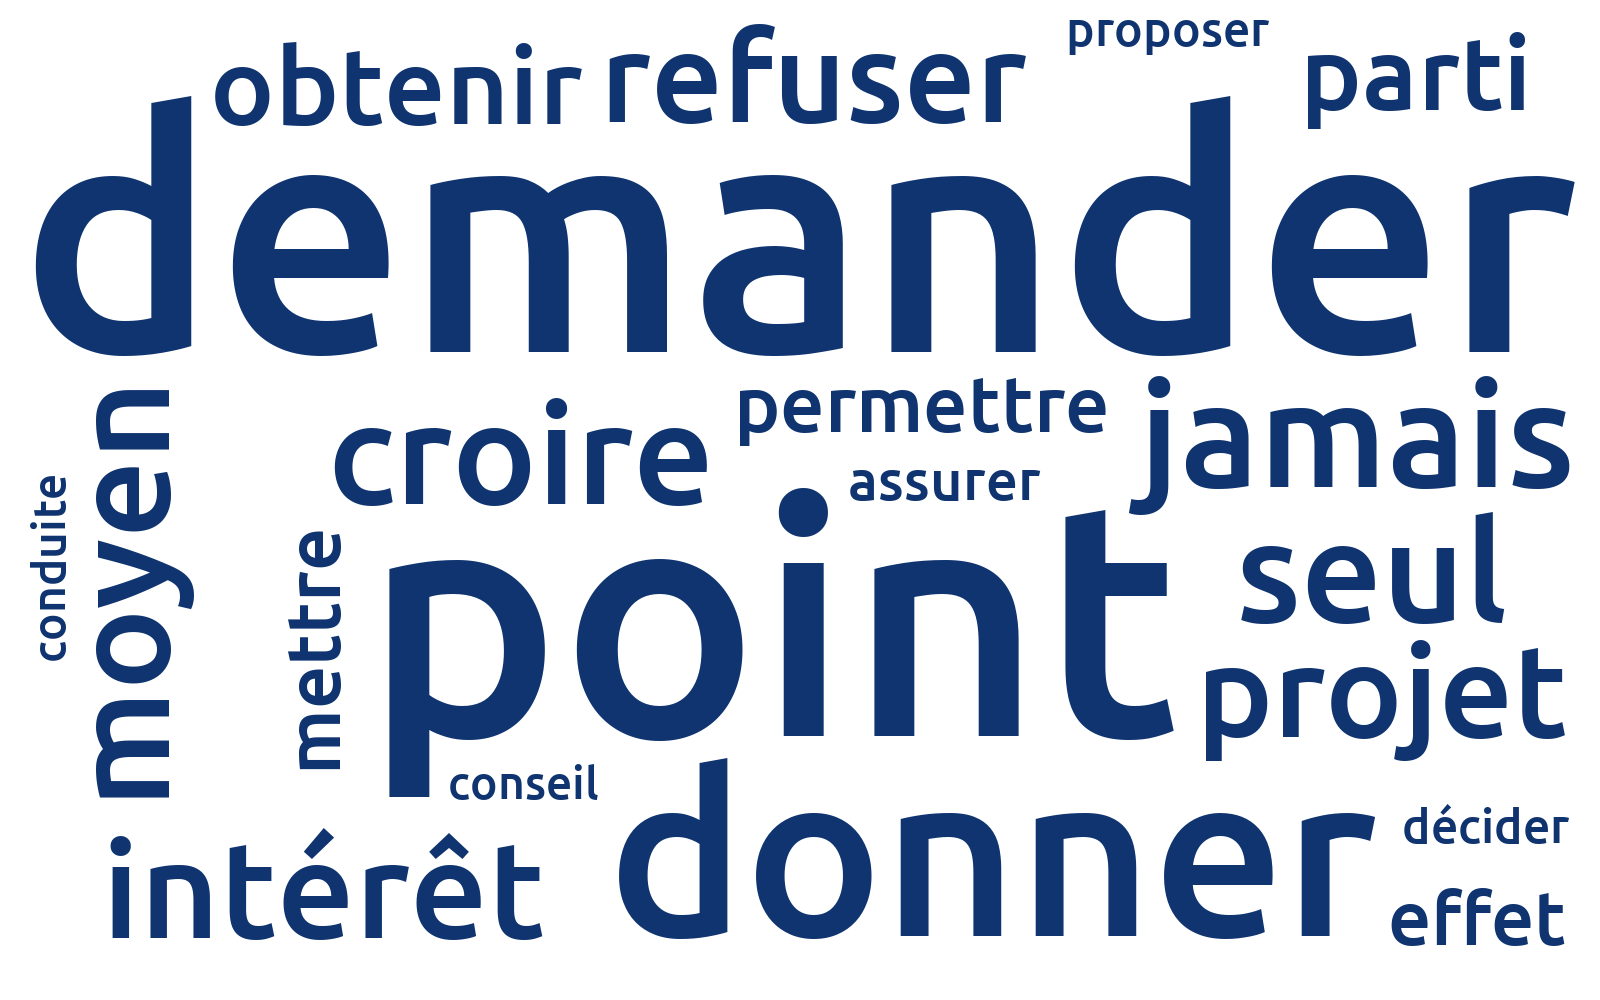 proposer
obtenir refuser parti
demander
permettre jamais
croire
assurer
moyen
conduite
mettre
point
seul
projet
conseil
donner
décider
intérêt
effet